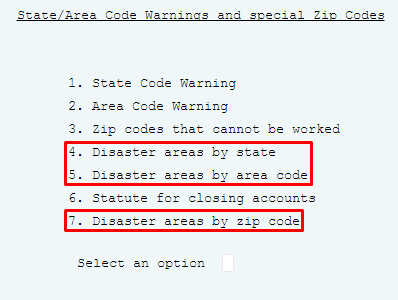 State/Area Code Warnings and special Zip Codes
1. State Code Warning
2. Area Code Warning
3. Zip codes that cannot be worked
4. Disaster areas by state
5. Disaster areas by area code
6. Statute for closing accounts
7. Disaster areas by zip code
Select an option